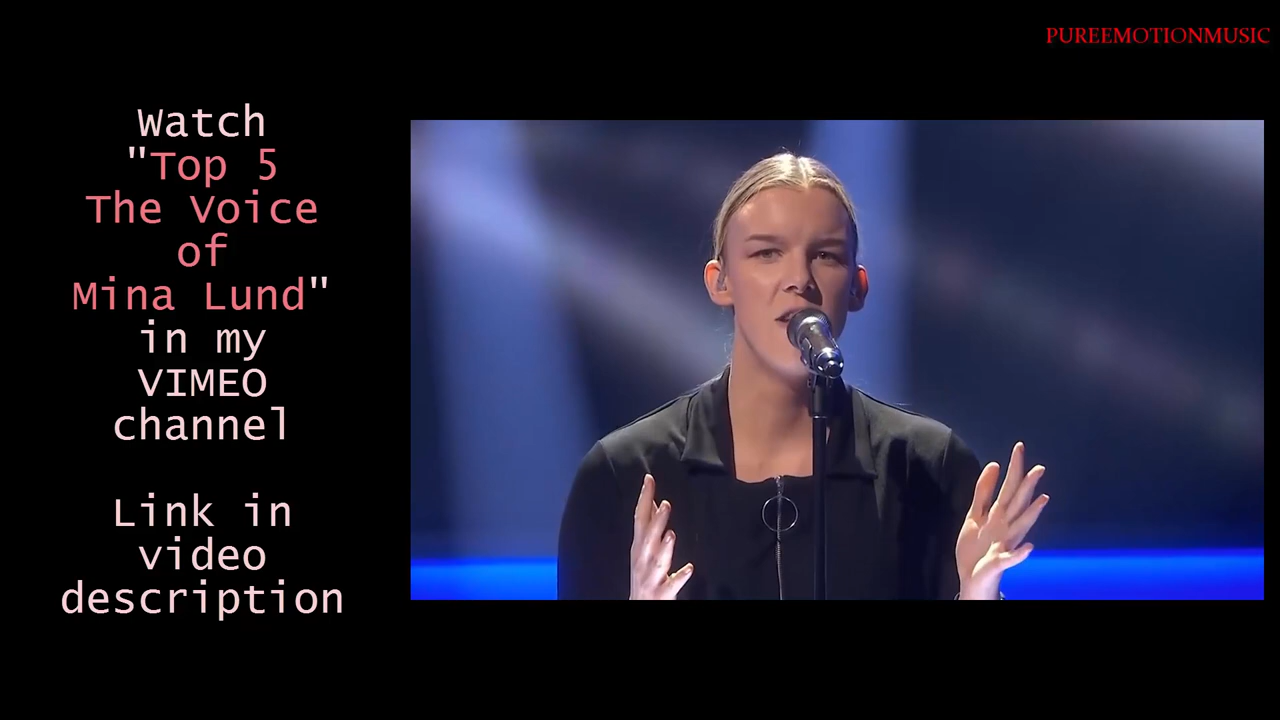 PUREEMOTIONMUSIC
Watch
"Top 5
The Voice
of
Mina Lund"
in my
VIMEO
channel
Link in
video
description